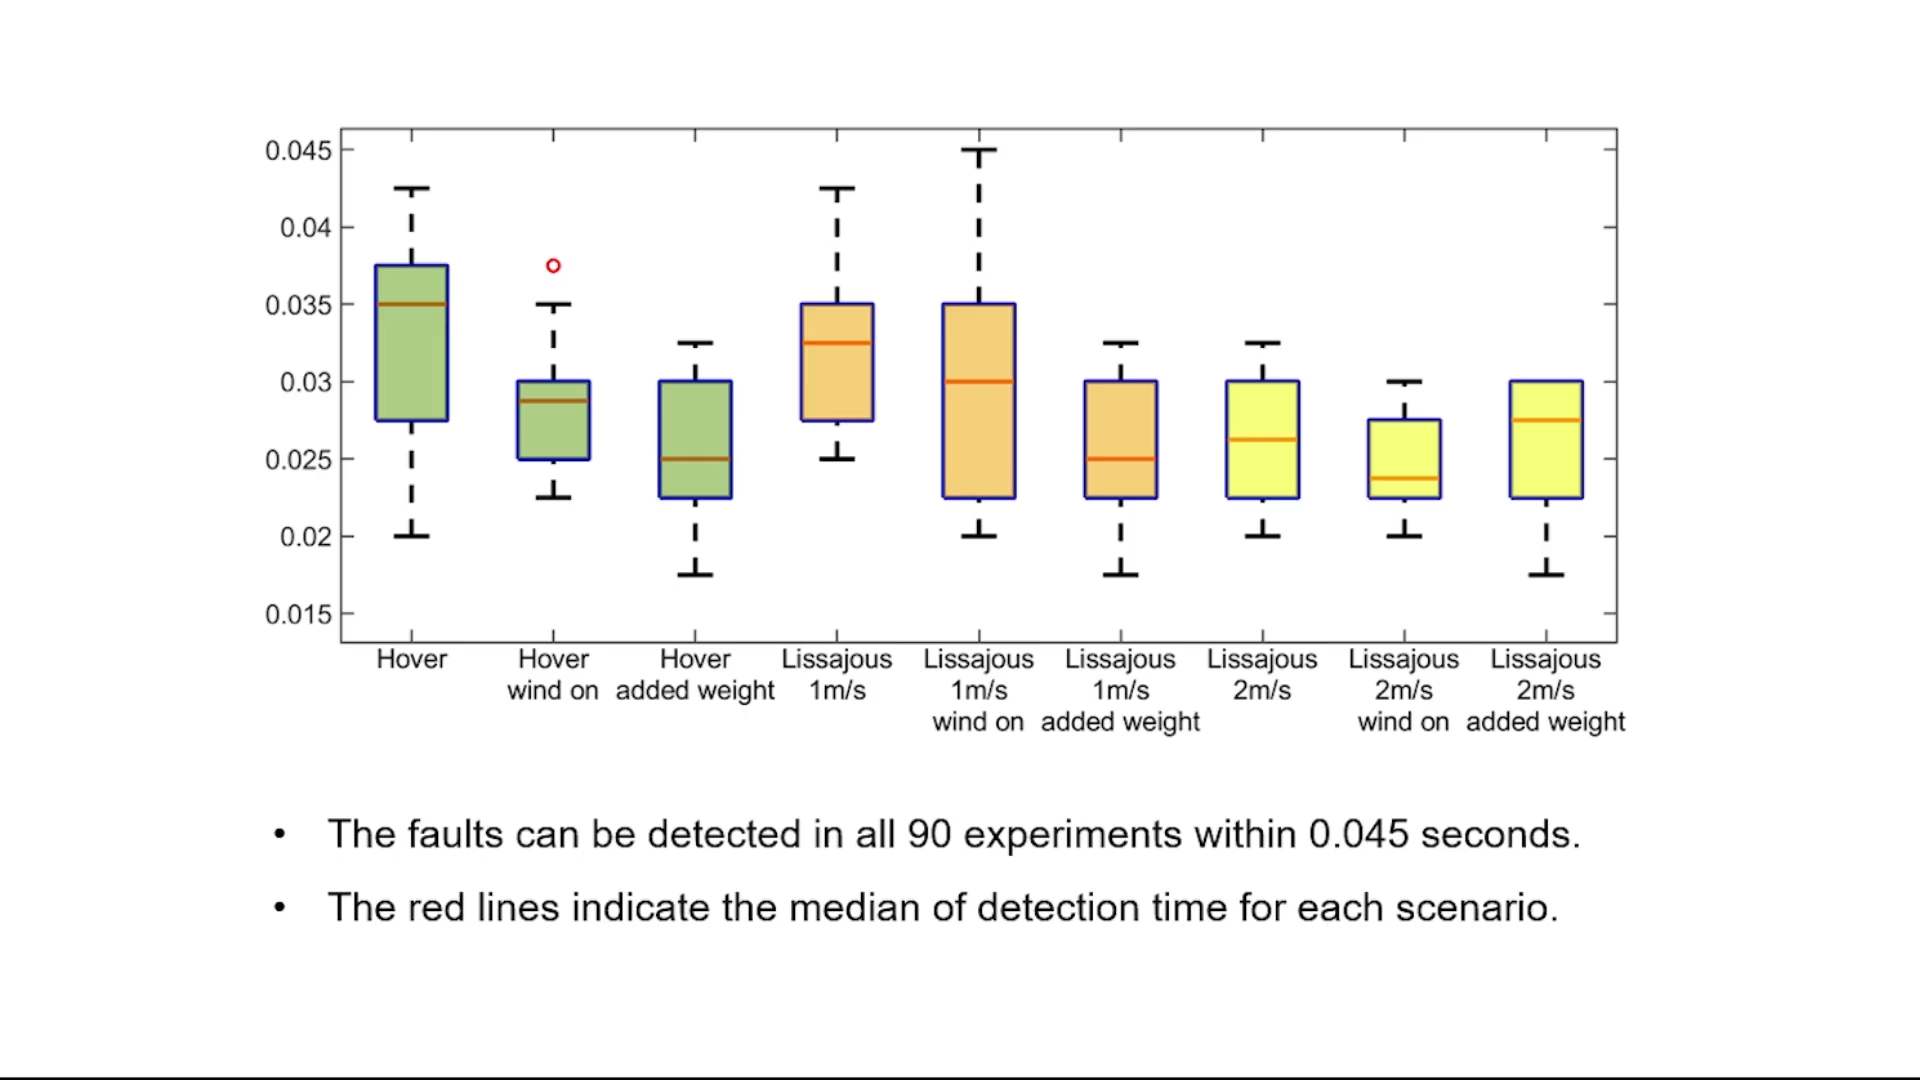 0.045
0.04
0.035
0.03
0.025
0.02
0.015
Hover
Hover
wind on
Hover
added weight
Lissajous
1m/s
Lissajous
1m/s
wind on
Lissajous
1m/s
added weight
Lissajous
2m/s
Lissajous
2m/s
wind on
Lissajous
2m/s
added weight
• The faults can be detected in all 90 experiments within 0.045 seconds.
• The red lines indicate the median of detection time for each scenario.